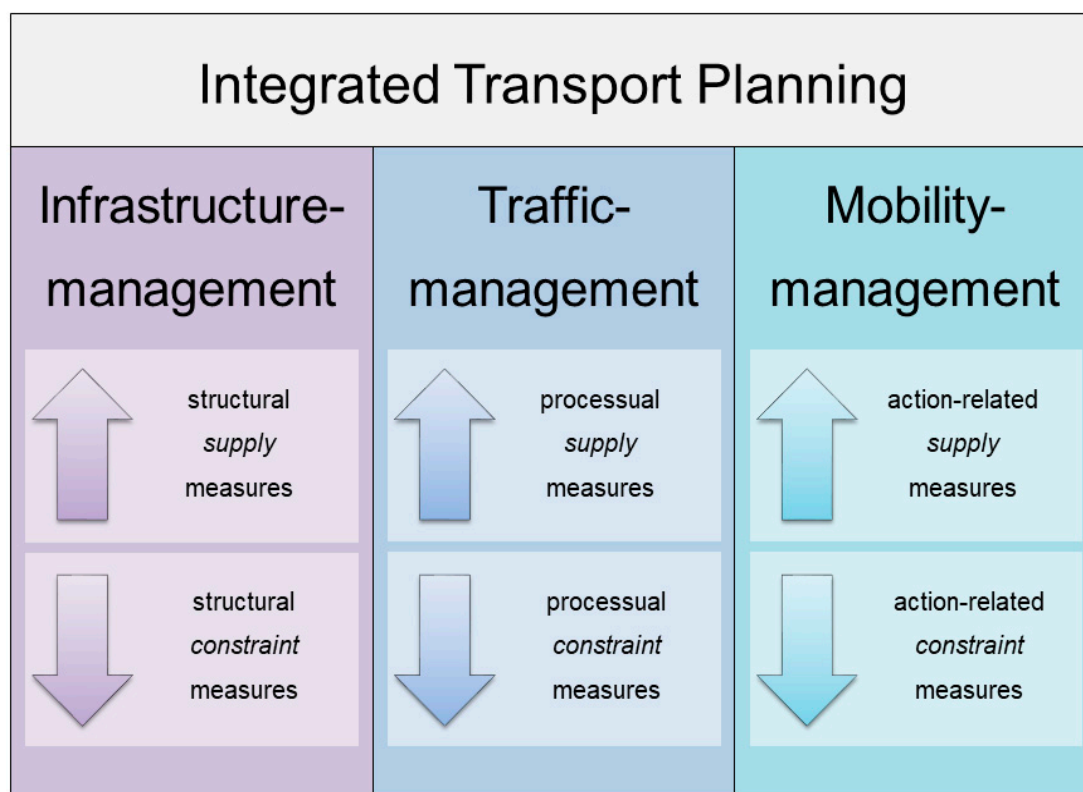 Integrated Transport Planning
Infrastructure-
management
structural
supply
measures
structural
constraint
measures
Traffic-
management
processual
supply
measures
processual
constraint
measures
Mobility-
management
action-related
supply
measures
action-related
constraint
measures